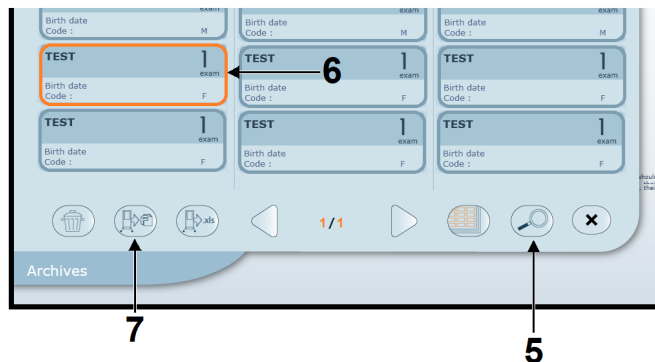 exam
exam
exam
Birth date
Code : M
Birth date
Code : M
Birth date
Code : M
TEST 1
exam
Birth date
Code : F
TEST 1
exam
Birth date
Code : F
TEST 1
exam
Birth date
Code : F
6
TEST 1
exam
Birth date
Code : F
TEST 1
exam
Birth date
Code : F
TEST 1
exam
Birth date
Code : F
.xls
1/1
Archives
7
5